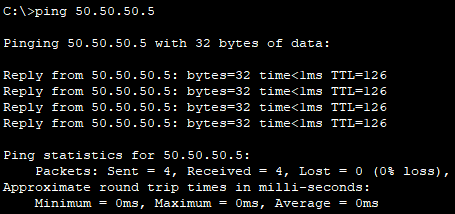 C:\>ping 50.50.50.5
Pinging 50.50.50.5 with 32 bytes of data:
Reply from 50.50.50.5: bytes=32 time<1ms TTL=126
Reply from 50.50.50.5: bytes=32 time<1ms TTL=126
Reply from 50.50.50.5: bytes=32 time<1ms TTL=126
Reply from 50.50.50.5: bytes=32 time<1ms TTL=126
Ping statistics for 50.50.50.5:
    Packets: Sent = 4, Received = 4, Lost = 0 (0% loss),
Approximate round trip times in milli-seconds:
    Minimum = 0ms, Maximum = 0ms, Average = 0ms